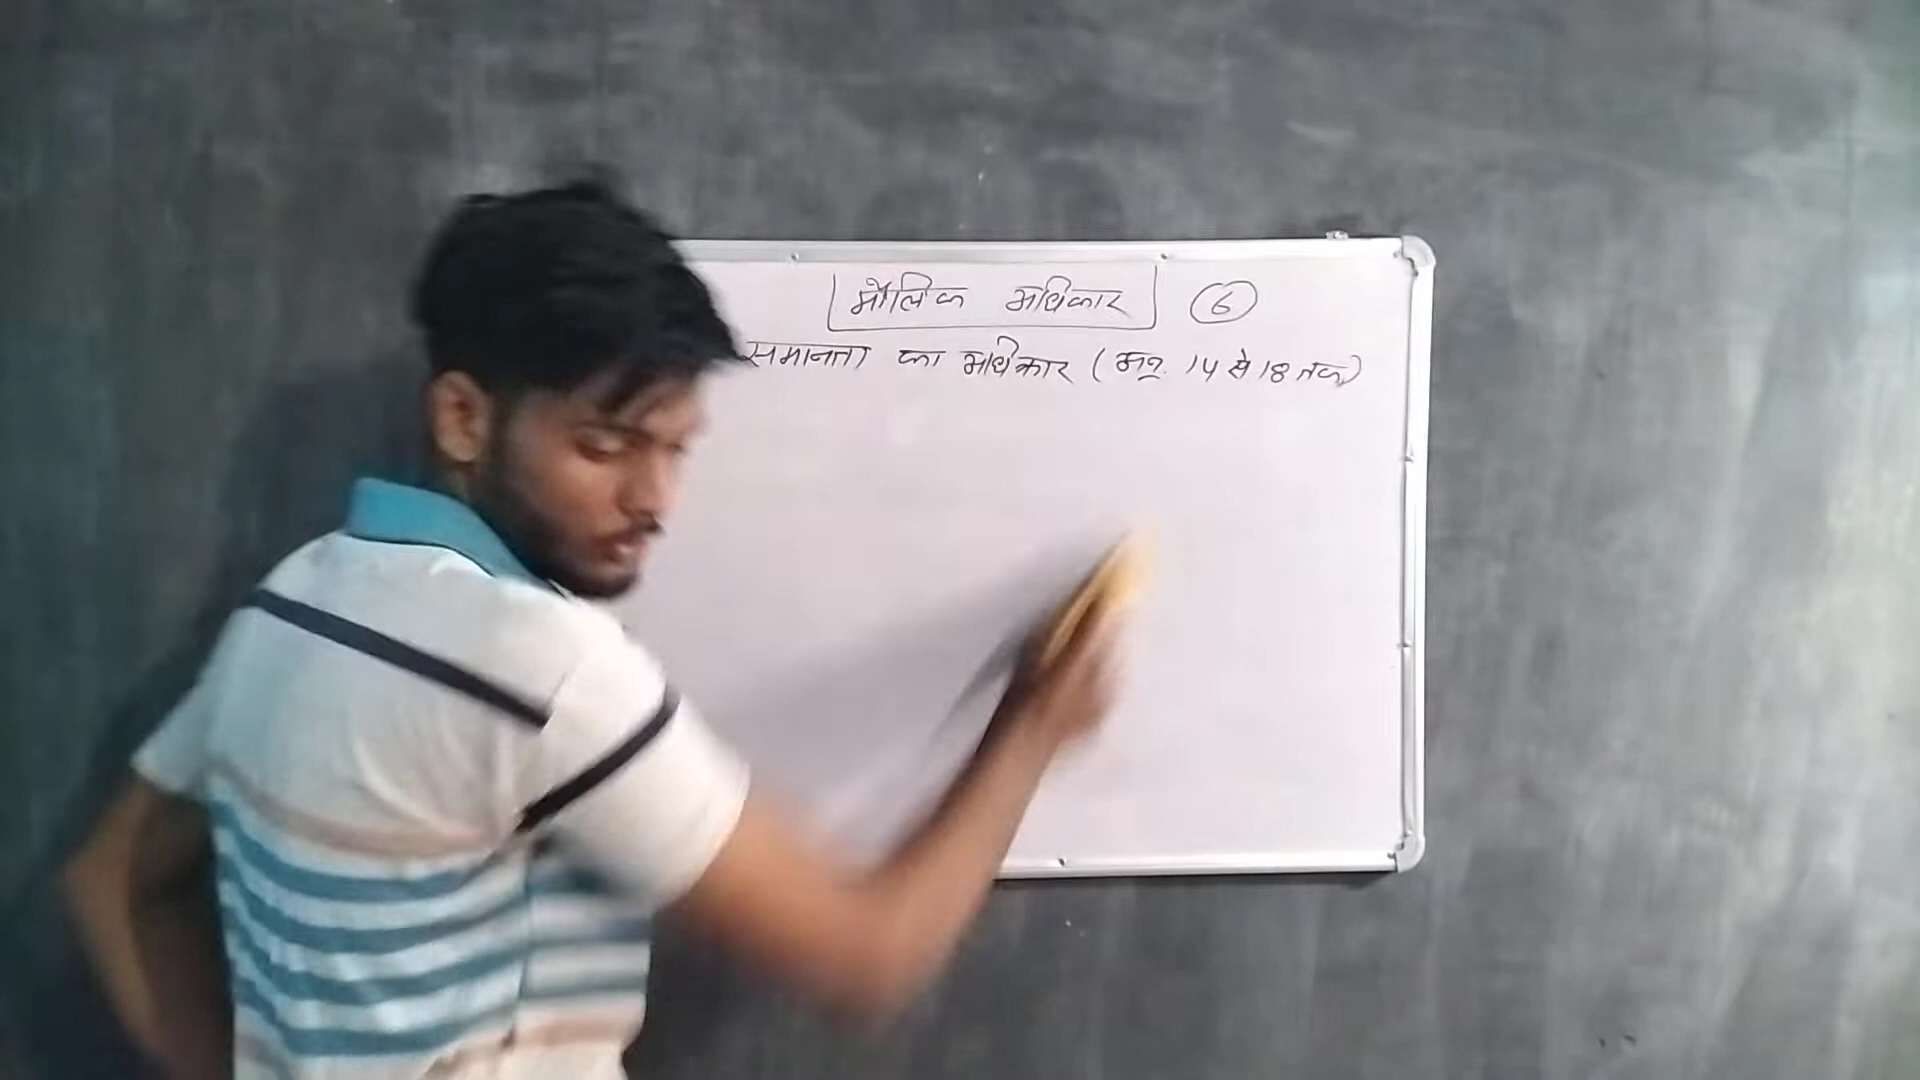 मौलिक अधिकार 6
समानता का अधिकार (अनु. 14 से 18 तक)